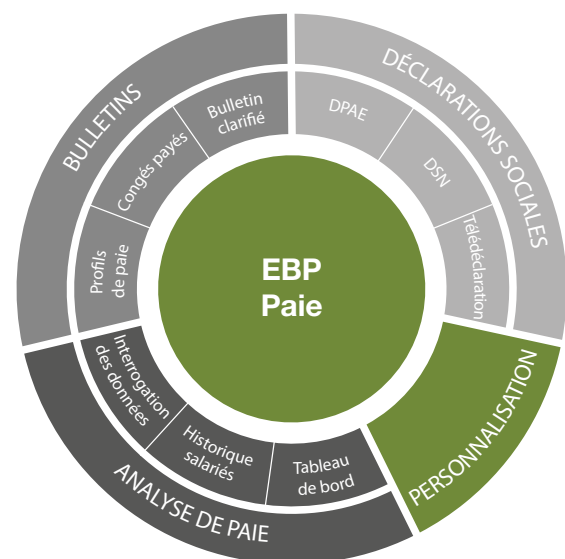 EBP
Paie
BULLETINS
Profils
de paie
Congés payés
Bulletin
clarifié
DÉCLARATIONS SOCIALES
DPAE
DSN
Télédéclaration
PERSONNALISATION
ANALYSE DE PAIE
Interrogation
des données
Historique
salariés
Tableau
de bord